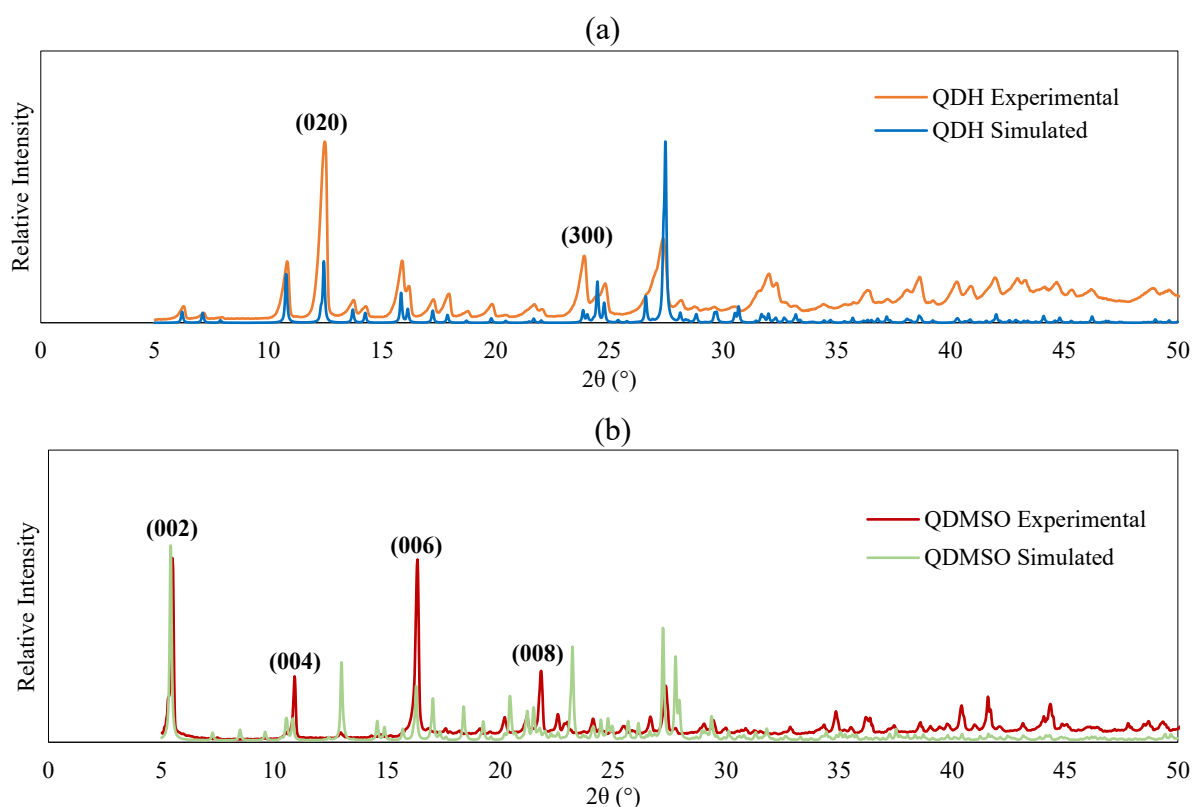 (a)
Relative Intensity
QDH Experimental
QDH Simulated
(020)
(300)
0 5 10 15 20 25 30 35 40 45 50
2θ (°)
(b)
Relative Intensity
QDMSO Experimental
QDMSO Simulated
(002)
(006)
(004)
(008)
0 5 10 15 20 25 30 35 40 45 50
2θ (°)